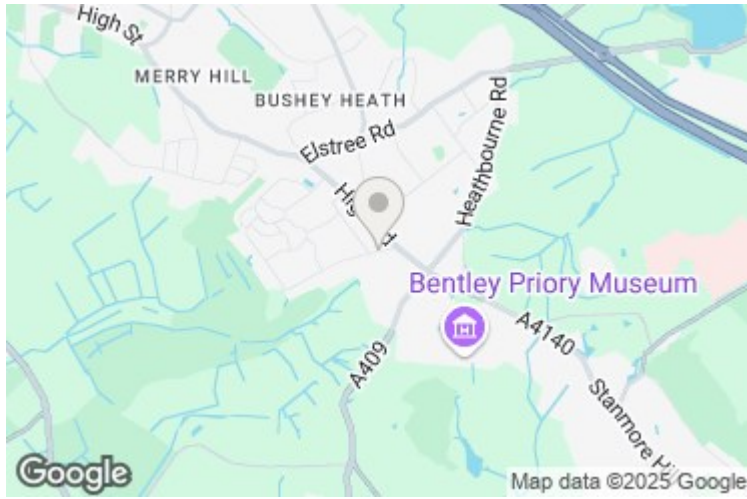 High St
MERRY HILL
BUSHEY HEATH
Elstree Rd
Heathbourne Rd
Bentley Priory Museum
A4140
A409
Stanmore
Google
Map data ©2025 Google